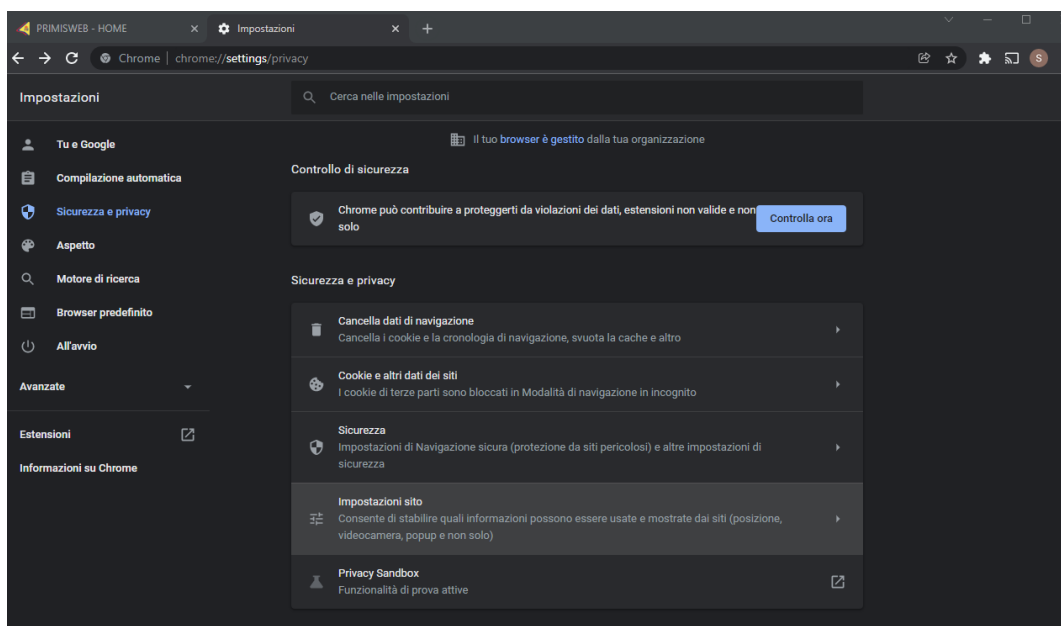 PRIMISWEB - HOME
Impostazioni
Chrome | chrome://settings/privacy
S
Impostazioni
Cerca nelle impostazioni
Tu e Google
Compilazione automatica
Sicurezza e privacy
Aspetto
Motore di ricerca
Browser predefinito
All'avvio
Avanzate
Estensioni
Informazioni su Chrome
Il tuo browser è gestito dalla tua organizzazione
Controllo di sicurezza
Chrome può contribuire a proteggerti da violazioni dei dati, estensioni non valide e non
solo
Controlla ora
Sicurezza e privacy
Cancella dati di navigazione
Cancella i cookie e la cronologia di navigazione, svuota la cache e altro
Cookie e altri dati dei siti
I cookie di terze parti sono bloccati in Modalità di navigazione in incognito
Sicurezza
Impostazioni di Navigazione sicura (protezione da siti pericolosi) e altre impostazioni di
sicurezza
Impostazioni sito
Consente di stabilire quali informazioni possono essere usate e mostrate dai siti (posizione,
videocamera, popup e non solo)
Privacy Sandbox
Funzionalità di prova attive